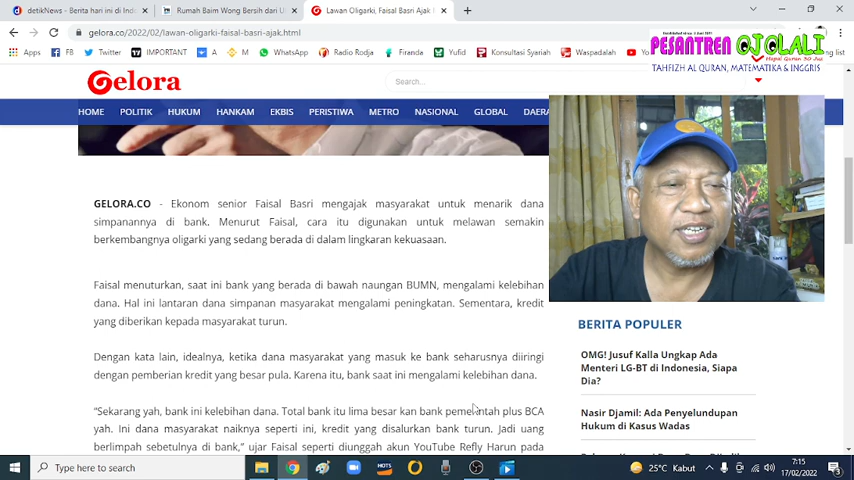 detikNews - Berita hari ini di Ind
Rumah Baim Wong Bersih dari U
Lawan Oligarki, Faisal Basri Ajak
gelora.co/2022/02/lawan-oligarki-faisal-basri-ajak.html
Apps
FB
Twitter
IMPORTANT
A
M
WhatsApp
Radio Rodja
Firanda
Yufid
Konsultasi Syariah
Waspadalah
PESANTREN OJOLALI
Hapal Quran 30 Juz
TAHFIZH AL QURAN, MATEMATIKA & INGGRIS
Gelora
Search...
HOME POLITIK HUKUM HANKAM EKBIS PERISTIWA METRO NASIONAL GLOBAL DAERA
GELORA.CO - Ekonom senior Faisal Basri mengajak masyarakat untuk menarik dana
simpanannya di bank. Menurut Faisal, cara itu digunakan untuk melawan semakin
berkembangnya oligarki yang sedang berada di dalam lingkaran kekuasaan.
Faisal menuturkan, saat ini bank yang berada di bawah naungan BUMN, mengalami kelebihan
dana. Hal ini lantaran dana simpanan masyarakat mengalami peningkatan. Sementara, kredit
yang diberikan kepada masyarakat turun.
Dengan kata lain, idealnya, ketika dana masyarakat yang masuk ke bank seharusnya diiringi
dengan pemberian kredit yang besar pula. Karena itu, bank saat ini mengalami kelebihan dana.
“Sekarang yah, bank ini kelebihan dana. Total bank itu lima besar kan bank pemerintah plus BCA
yah. Ini dana masyarakat naiknya seperti ini, kredit yang disalurkan bank turun. Jadi uang
berlimpah sebetulnya di bank,” ujar Faisal seperti diunggah akun YouTube Refly Harun pada
BERITA POPULER
OMG! Jusuf Kalla Ungkap Ada
Menteri LG-BT di Indonesia, Siapa
Dia?
Nasir Djamil: Ada Penyelundupan
Hukum di Kasus Wadas
Type here to search
HOTS
25°C Kabut
7:15
17/02/2022
3